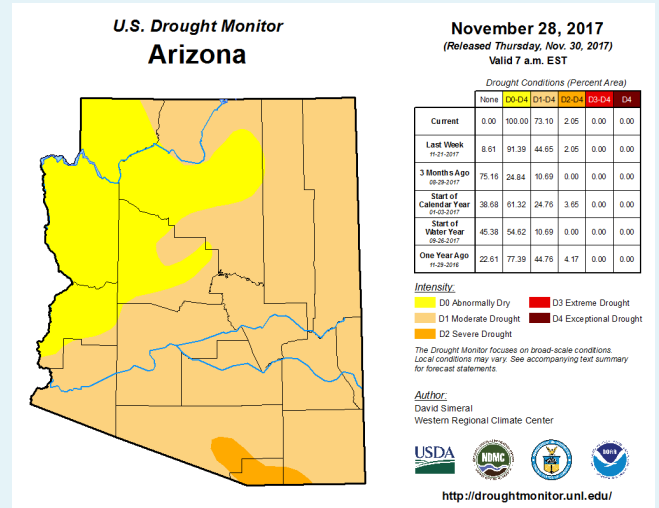 U.S. Drought Monitor
Arizona
November 28, 2017
(Released Thursday, Nov. 30, 2017)
Valid 7 a.m. EST
Drought Conditions (Percent Area)
None D0-D4 D1-D4 D2-D4 D3-D4 D4
Current 0.00 100.00 73.10 2.05 0.00 0.00
Last Week
11-21-2017 8.61 91.39 44.65 2.05 0.00 0.00
3 Months Ago
08-29-2017 75.16 24.84 10.69 0.00 0.00 0.00
Start of
Calendar Year
01-03-2017 38.68 61.32 24.76 3.65 0.00 0.00
Start of
Water Year
09-26-2017 45.38 54.62 10.69 0.00 0.00 0.00
One Year Ago
11-29-2016 22.61 77.39 44.76 4.17 0.00 0.00
Intensity:
D0 Abnormally Dry
D1 Moderate Drought
D2 Severe Drought
D3 Extreme Drought
D4 Exceptional Drought
The Drought Monitor focuses on broad-scale conditions.
Local conditions may vary. See accompanying text summary
for forecast statements.
Author:
David Simeral
Western Regional Climate Center
USDA
NDMC
NOAA
http://droughtmonitor.unl.edu/